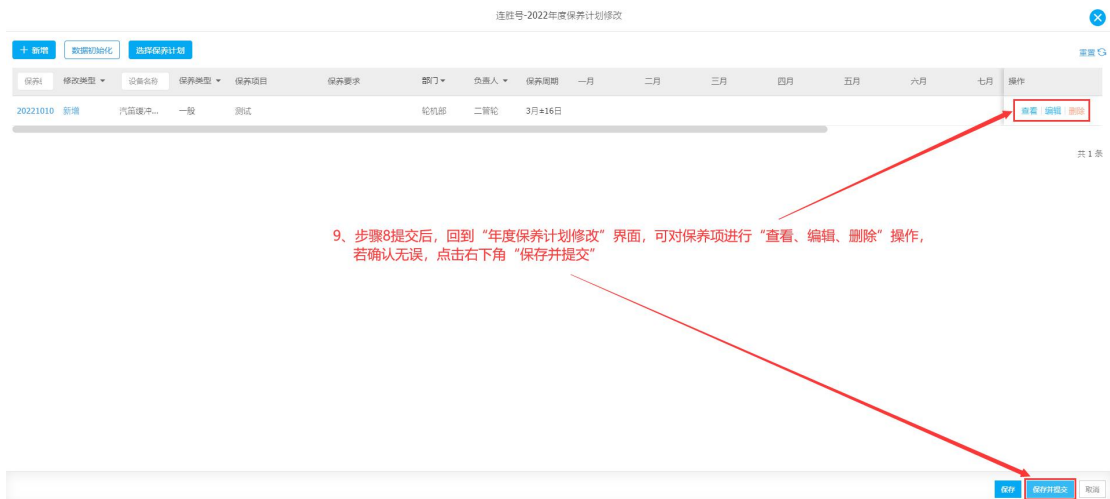 连胜号-2022年度保养计划修改
+ 新增 数据初始化 选择保养计划 重置
保养 修改类型 设备名称 保养类型 保养项目 保养要求 部门 负责人 保养周期 一月 二月 三月 四月 五月 六月 七月 操作
20221010 新增 汽笛缓冲... 一般 测试 轮机部 二管轮 3月±16日 查看 编辑 删除
共 1 条
9、步骤8提交后，回到“年度保养计划修改”界面，可对保养项进行“查看、编辑、删除”操作，
若确认无误，点击右下角“保存并提交”
保存 保存并提交 取消